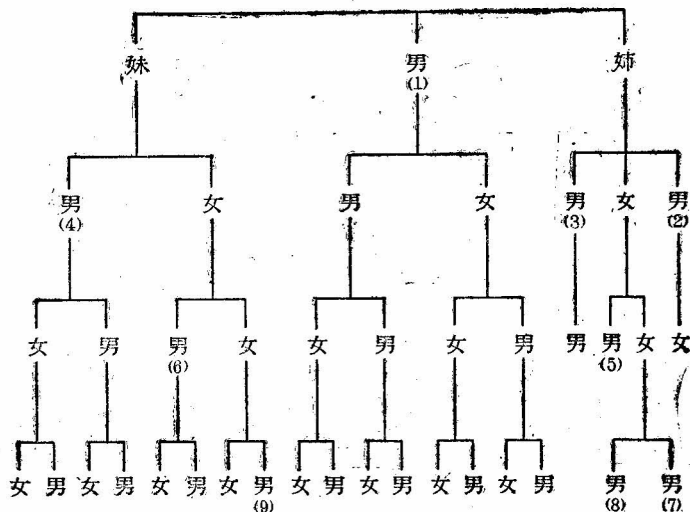 妹 男 姉
(1)
男 女 男 女 男 女 男
(4) (3) (2)
女 男 男 女 女 男 女 男 男 男 女 女
(6) (5)
女 男 女 男 女 男 女 男 女 男 女 男 女 男 女 男 男 男
(9) (8) (7)